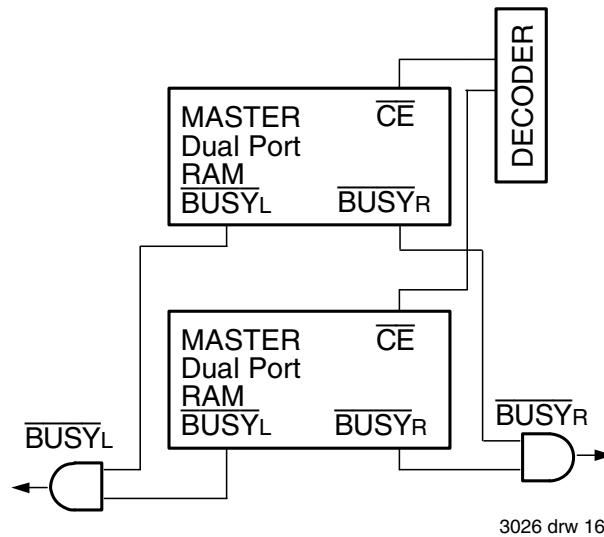 DECODER
MASTER CE
Dual Port
RAM
BUSYL BUSYR
MASTER CE
Dual Port
RAM
BUSYL BUSYR
BUSYL
BUSYR
3026 drw 16